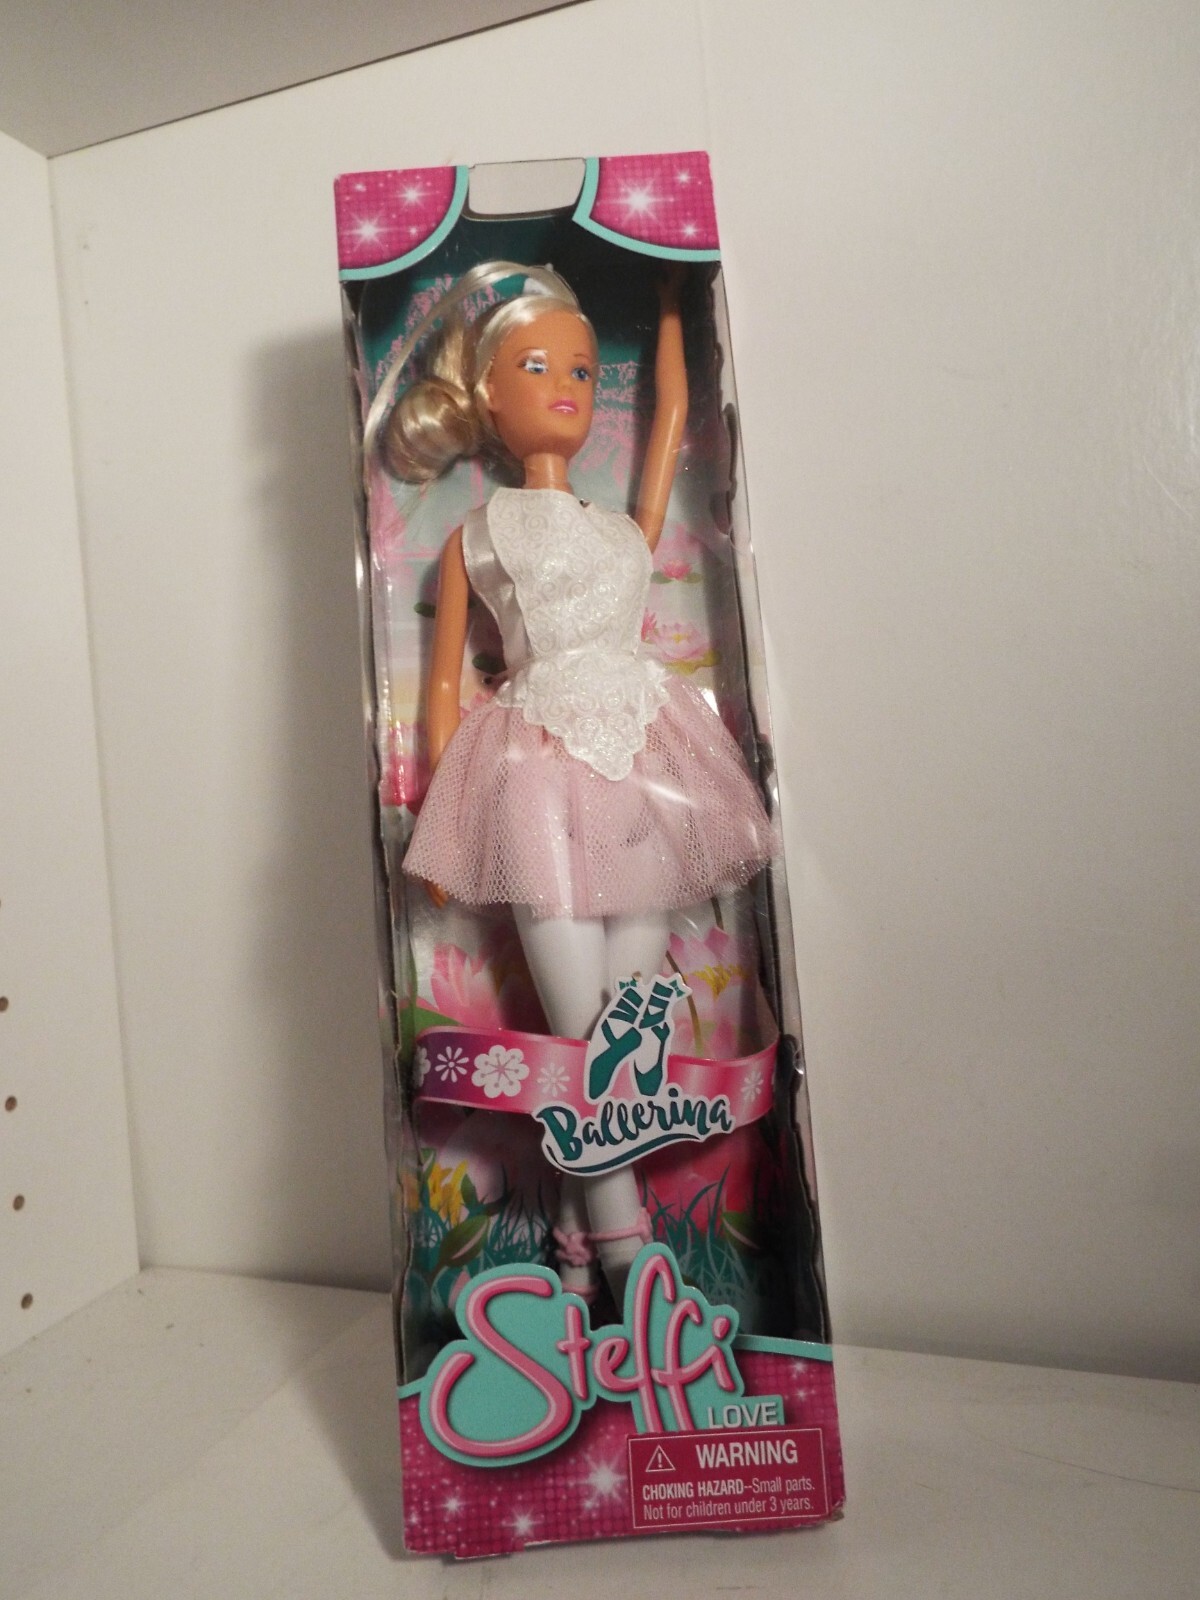 Ballerina
Steffi
LOVE
WARNING
CHOKING HAZARD--Small parts.
Not for children under 3 years.